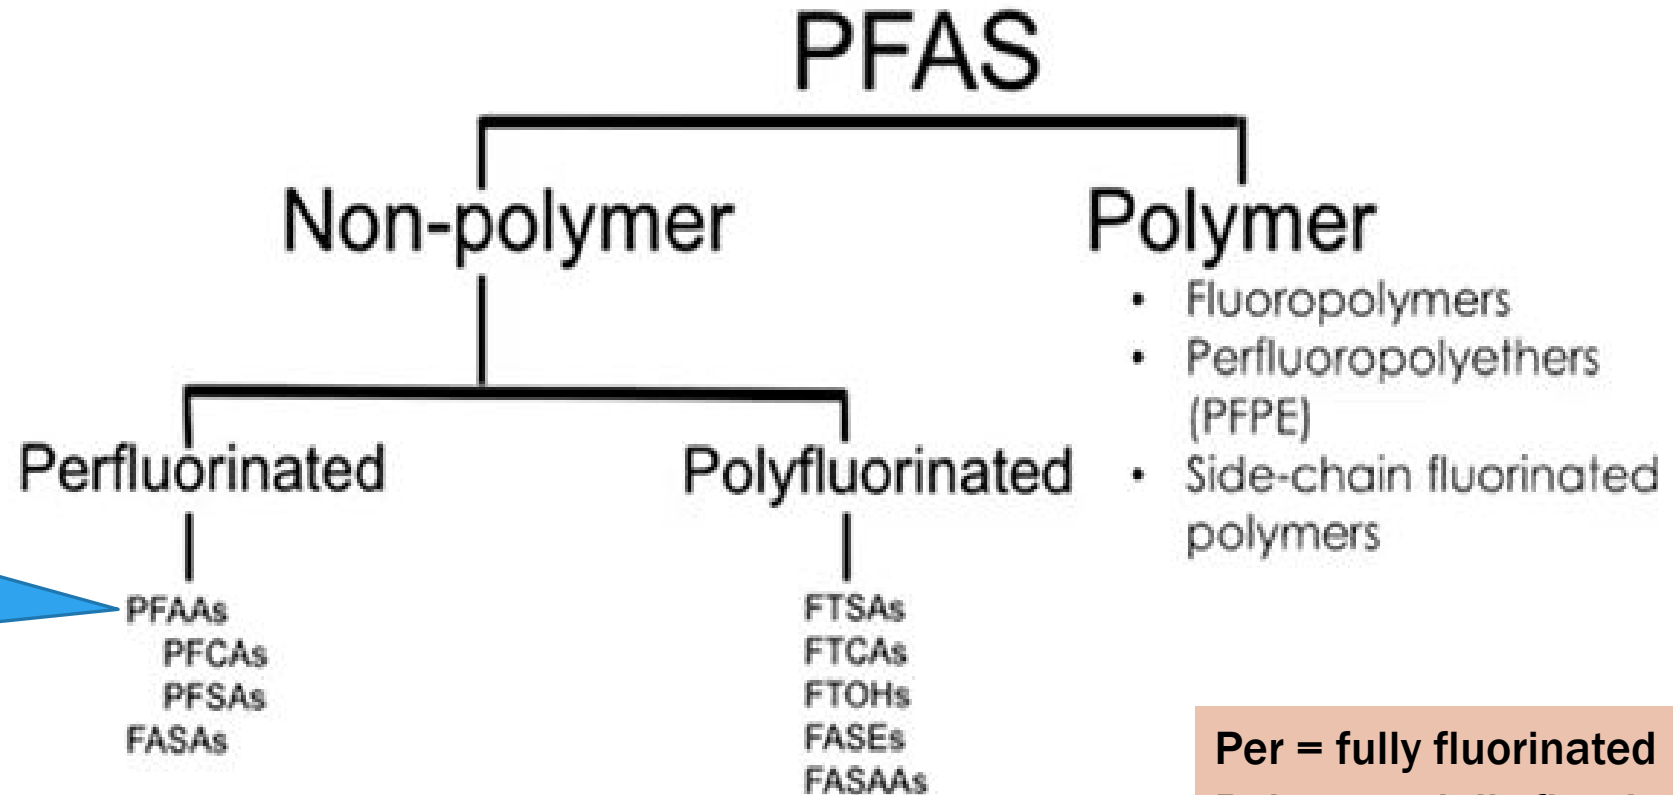 PFAS
Non-polymer
Polymer
• Fluoropolymers
• Perfluoropolyethers
(PFPE)
• Side-chain fluorinated
polymers
Perfluorinated
Polyfluorinated
PFAAs
PFCAs
PFSAs
FASAs
FTSAs
FTCAs
FTOHs
FASEs
FASAAs
Per = fully fluorinated